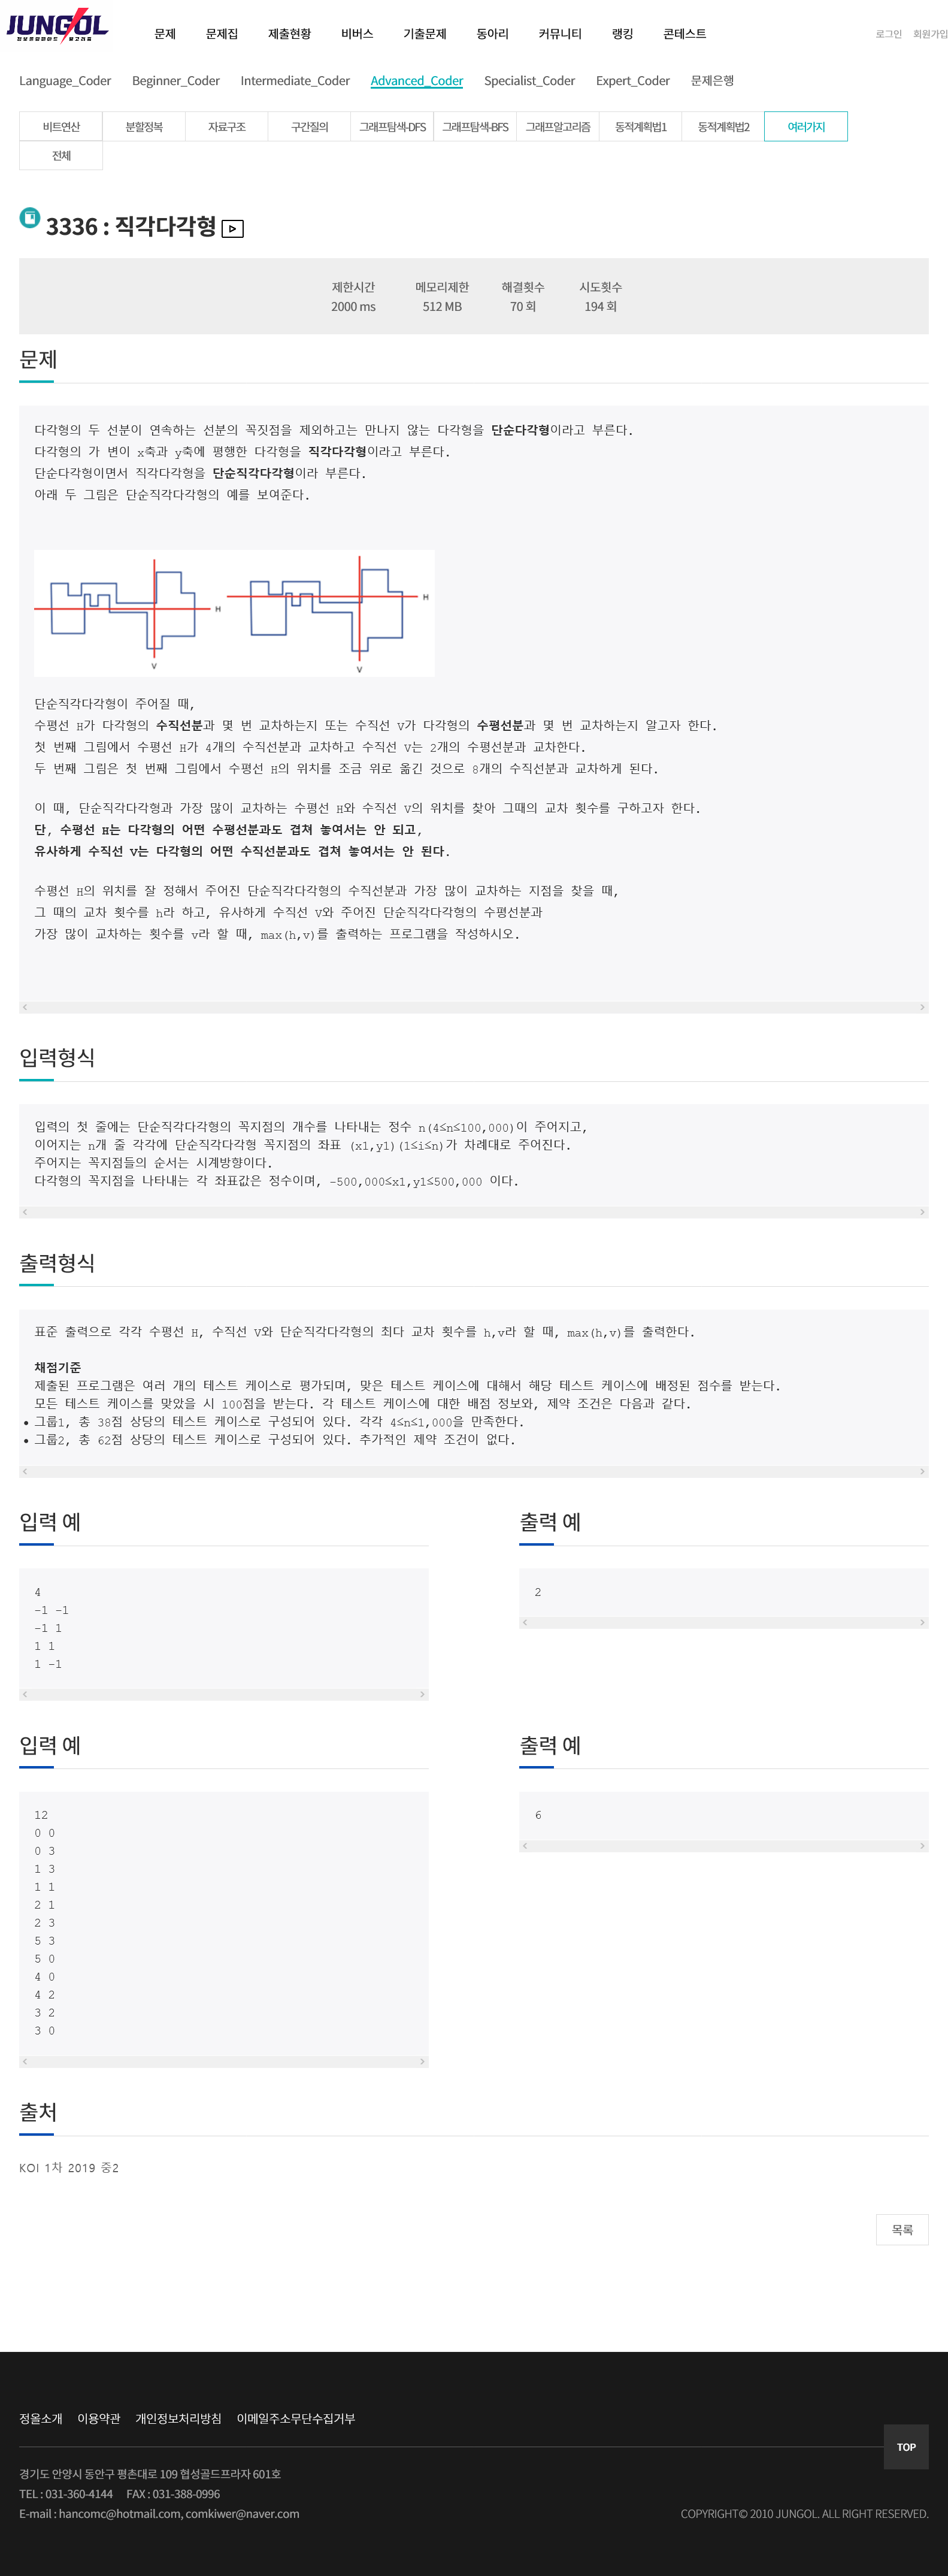 JUNGOL
정보영재마마 정고리즘
문제 문제집 제출현황 비버스 기출문제 동아리 커뮤니티 랭킹 콘테스트 로그인 회원가입
Language_Coder Beginner_Coder Intermediate_Coder Advanced_Coder Specialist_Coder Expert_Coder 문제은행
비트연산 분할정복 자료구조 구간질의 그래프탐색-DFS 그래프탐색-BFS 그래프알고리즘 동적계획법1 동적계획법2 여러가지
전체
3336 : 직각다각형
제한시간 메모리제한 해결횟수 시도횟수
2000 ms 512 MB 70 회 194 회
문제
다각형의 두 선분이 연속하는 선분의 꼭짓점을 제외하고는 만나지 않는 다각형을 단순다각형이라고 부른다.
다각형의 가 변이 x축과 y축에 평행한 다각형을 직각다각형이라고 부른다.
단순다각형이면서 직각다각형을 단순직각다각형이라 부른다.
아래 두 그림은 단순직각다각형의 예를 보여준다.
H H
V V
단순직각다각형이 주어질 때,
수평선 H가 다각형의 수직선분과 몇 번 교차하는지 또는 수직선 V가 다각형의 수평선분과 몇 번 교차하는지 알고자 한다.
첫 번째 그림에서 수평선 H가 4개의 수직선분과 교차하고 수직선 V는 2개의 수평선분과 교차한다.
두 번째 그림은 첫 번째 그림에서 수평선 H의 위치를 조금 위로 옮긴 것으로 8개의 수직선분과 교차하게 된다.
이 때, 단순직각다각형과 가장 많이 교차하는 수평선 H와 수직선 V의 위치를 찾아 그때의 교차 횟수를 구하고자 한다.
단, 수평선 H는 다각형의 어떤 수평선분과도 겹쳐 놓여서는 안 되고,
유사하게 수직선 V는 다각형의 어떤 수직선분과도 겹쳐 놓여서는 안 된다.
수평선 H의 위치를 잘 정해서 주어진 단순직각다각형의 수직선분과 가장 많이 교차하는 지점을 찾을 때,
그 때의 교차 횟수를 h라 하고, 유사하게 수직선 V와 주어진 단순직각다각형의 수평선분과
가장 많이 교차하는 횟수를 v라 할 때, max(h,v)를 출력하는 프로그램을 작성하시오.
입력형식
입력의 첫 줄에는 단순직각다각형의 꼭지점의 개수를 나타내는 정수 n(4≤n≤100,000)이 주어지고,
이어지는 n개 줄 각각에 단순직각다각형 꼭지점의 좌표 (xi,yi)(1≤i≤n)가 차례대로 주어진다.
주어지는 꼭지점들의 순서는 시계방향이다.
다각형의 꼭지점을 나타내는 각 좌표값은 정수이며, -500,000≤xi,yi≤500,000 이다.
출력형식
표준 출력으로 각각 수평선 H, 수직선 V와 단순직각다각형의 최다 교차 횟수를 h,v라 할 때, max(h,v)를 출력한다.
채점기준
제출된 프로그램은 여러 개의 테스트 케이스로 평가되며, 맞은 테스트 케이스에 대해서 해당 테스트 케이스에 배정된 점수를 받는다.
모든 테스트 케이스를 맞았을 시 100점을 받는다. 각 테스트 케이스에 대한 배점 정보와, 제약 조건은 다음과 같다.
• 그룹1, 총 38점 상당의 테스트 케이스로 구성되어 있다. 각각 4≤n≤1,000을 만족한다.
• 그룹2, 총 62점 상당의 테스트 케이스로 구성되어 있다. 추가적인 제약 조건이 없다.
입력 예 출력 예
4 2
-1 -1
-1 1
1 1
1 -1
입력 예 출력 예
12 6
0 0
0 3
1 3
1 1
2 1
2 3
5 3
5 0
4 0
4 2
3 2
3 0
출처
KOI 1차 2019 중2
목록
정올소개 이용약관 개인정보처리방침 이메일주소무단수집거부
TOP
경기도 안양시 동안구 평촌대로 109 협성골드프라자 601호
TEL : 031-360-4144 FAX : 031-388-0996
E-mail : hancomc@hotmail.com, comkiwer@naver.com COPYRIGHT© 2010 JUNGOL. ALL RIGHT RESERVED.